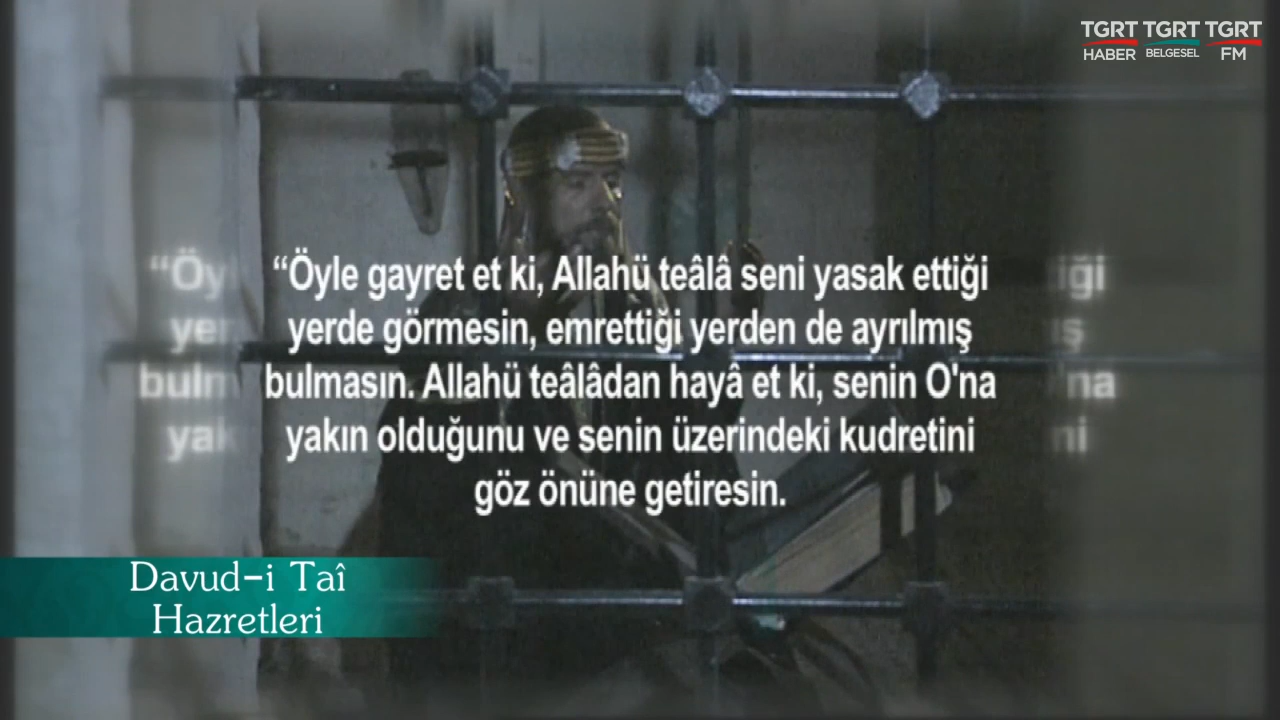 TGRT TGRT TGRT
HABER BELGESEL FM
“Öyle gayret et ki, Allahü teâlâ seni yasak ettiği
yerde görmesin, emrettiği yerden de ayrılmış
bulmasın. Allahü teâlâdan hayâ et ki, senin O'na
yakın olduğunu ve senin üzerindeki kudretini
göz önüne getiresin.
Davud-i Taî
Hazretleri